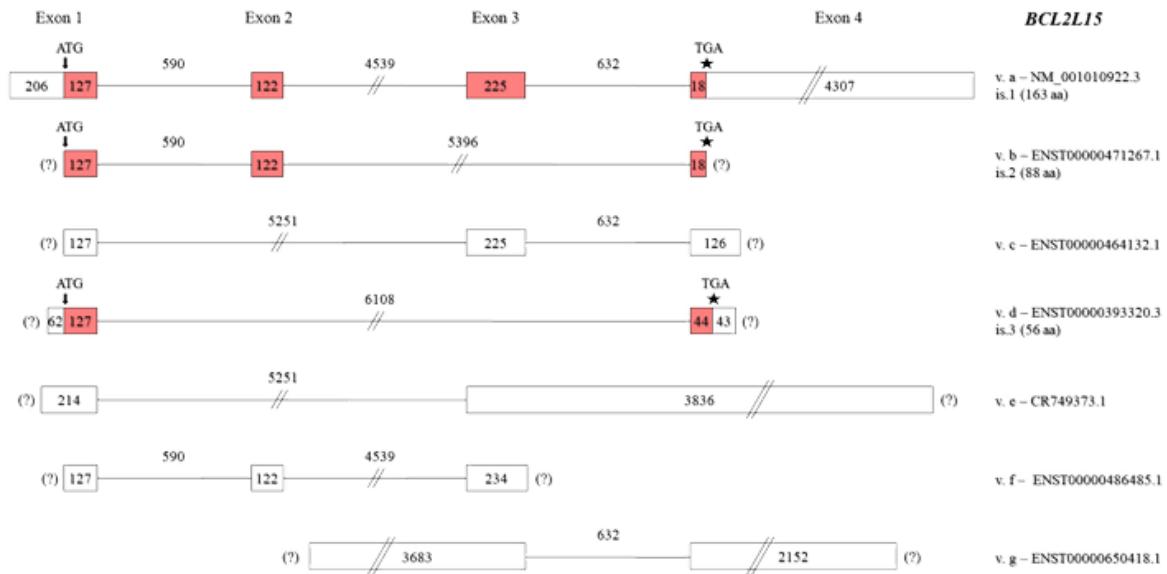 Exon 1 Exon 2 Exon 3 Exon 4 BCL2L15
ATG TGA
590 4539 632
206 127 122 225 18 4307
v. a – NM_001010922.3
is.1 (163 aa)
ATG TGA
590 5396
(?) 127 122 18 (?)
v. b – ENST00000471267.1
is.2 (88 aa)
5251 632
(?) 127 225 126 (?)
v. c – ENST00000464132.1
ATG TGA
6108
(?) 62 127 44 43 (?)
v. d – ENST00000393320.3
is.3 (56 aa)
5251
(?) 214 3836 (?)
v. e – CR749373.1
590 4539
(?) 127 122 234 (?)
v. f – ENST00000486485.1
632
(?) 3683 2152 (?)
v. g – ENST00000650418.1